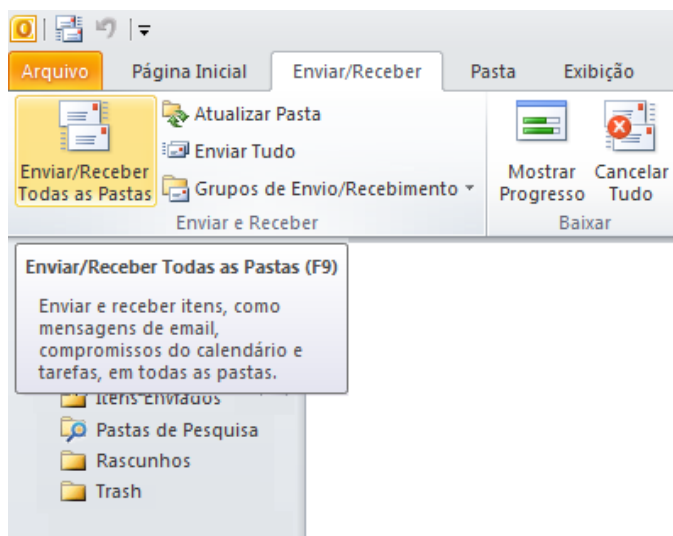 Arquivo Página Inicial Enviar/Receber Pasta Exibição
Enviar/Receber
Todas as Pastas
Atualizar Pasta
Enviar Tudo
Grupos de Envio/Recebimento
Enviar e Receber
Mostrar
Progresso
Cancelar
Tudo
Baixar
Enviar/Receber Todas as Pastas (F9)
Enviar e receber itens, como
mensagens de email,
compromissos do calendário e
tarefas, em todas as pastas.
Itens Enviados
Pastas de Pesquisa
Rascunhos
Trash